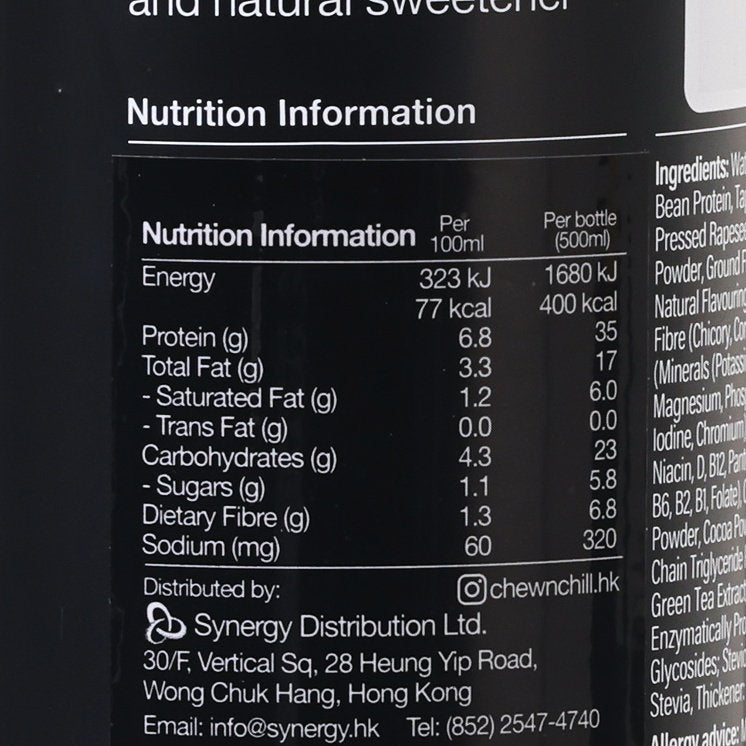 and natural sweetener
Nutrition Information
Nutrition Information Per 100ml Per bottle (500ml)
Energy 323 kJ 1680 kJ
77 kcal 400 kcal
Protein (g) 6.8 35
Total Fat (g) 3.3 17
- Saturated Fat (g) 1.2 6.0
- Trans Fat (g) 0.0 0.0
Carbohydrates (g) 4.3 23
- Sugars (g) 1.1 5.8
Dietary Fibre (g) 1.3 6.8
Sodium (mg) 60 320
Distributed by: chewnchill.hk
Synergy Distribution Ltd.
30/F, Vertical Sq, 28 Heung Yip Road,
Wong Chuk Hang, Hong Kong
Email: info@synergy.hk Tel: (852) 2547-4740
Ingredients:
Bean Protein,
Pressed
Powder, Ground
Natural
Fibre (Chicory,
(Minerals
Magnesium,
Iodine, Chromium
Niacin, D, B12,
B6, B2, B1, Folate)
Powder, Cocoa
Chain Triglyceride
Green Tea
Enzymatically
Glycosides;
Stevia, Thickener:
Allergy advice: